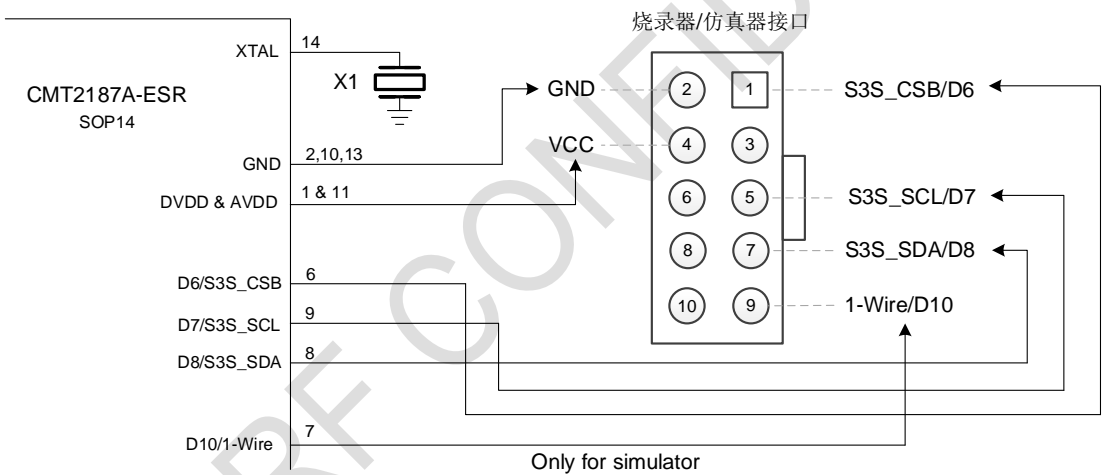 烧录器/仿真器接口
XTAL 14
X1
CMT2187A-ESR
SOP14
GND 2 1 S3S_CSB/D6
VCC 4 3
GND 2,10,13
DVDD & AVDD 1 & 11
6 5 S3S_SCL/D7
8 7 S3S_SDA/D8
D6/S3S_CSB 6
10 9 1-Wire/D10
D7/S3S_SCL 9
D8/S3S_SDA 8
D10/1-Wire 7
Only for simulator
RF CONFID